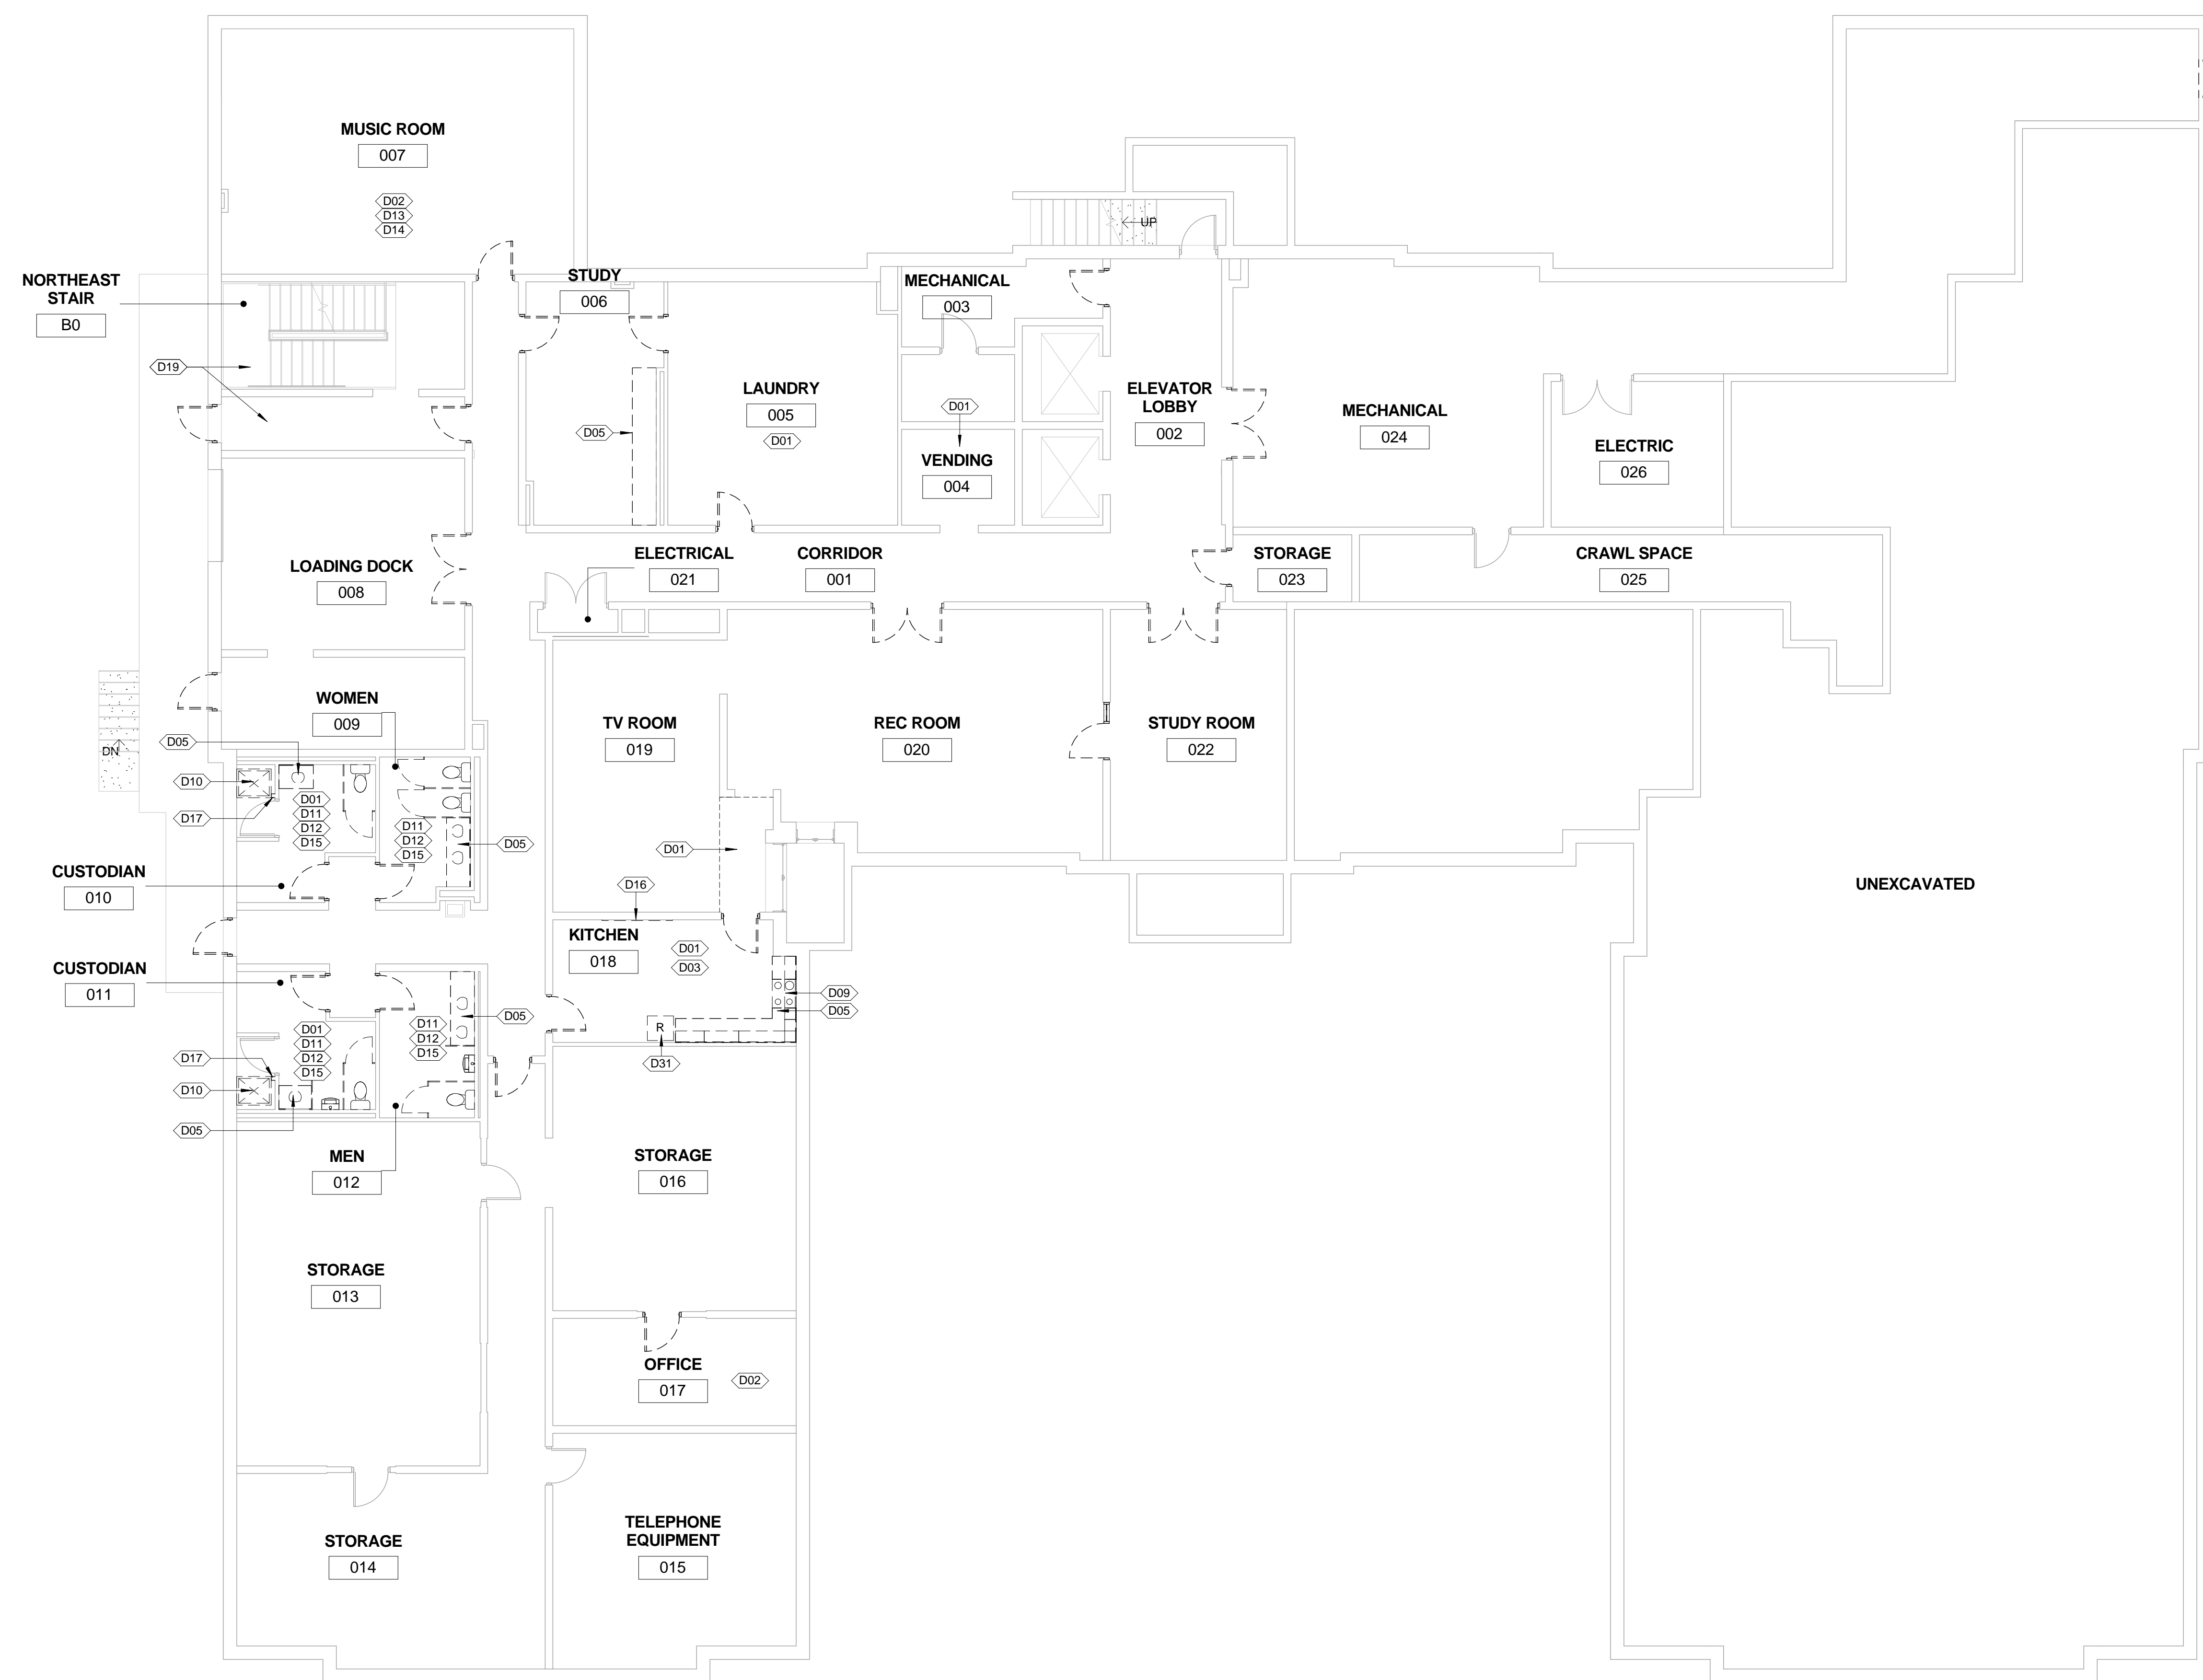 MUSIC ROOM
007
D02
D13
D14
UP
NORTHEAST
STAIR
B0
D19
STUDY
006
D05
MECHANICAL
003
LAUNDRY
005
D01
D01
VENDING
004
ELEVATOR
LOBBY
002
MECHANICAL
024
ELECTRIC
026
LOADING DOCK
008
ELECTRICAL
021
CORRIDOR
001
STORAGE
023
CRAWL SPACE
025
WOMEN
009
TV ROOM
019
REC ROOM
020
STUDY ROOM
022
DN
D05
D10
D17
D01
D11
D12
D15
D11
D12
D15
D05
D01
CUSTODIAN
010
D16
UNEXCAVATED
KITCHEN
018
D01
D03
CUSTODIAN
011
D09
D05
R
D31
D05
D11
D12
D15
D01
D11
D12
D15
D17
D10
D05
MEN
012
STORAGE
016
STORAGE
013
OFFICE
017
D02
STORAGE
014
TELEPHONE
EQUIPMENT
015